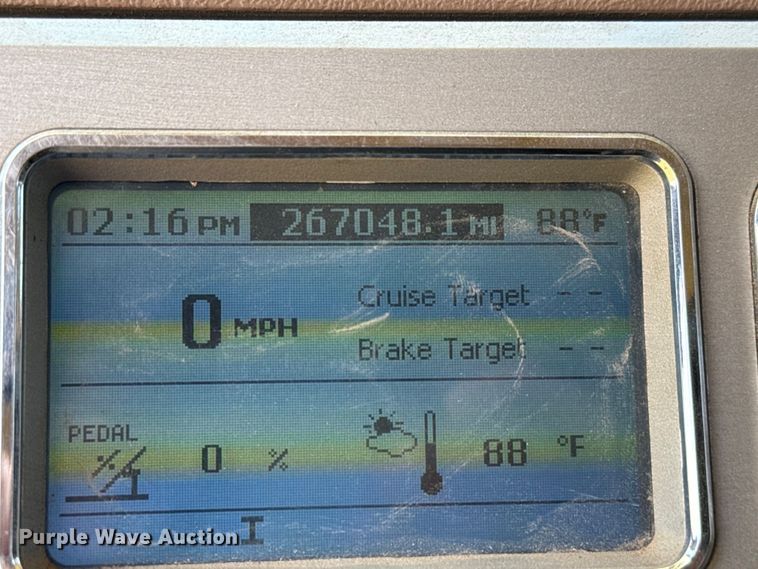 02:16 PM 267048.1 MI 88°F
Cruise Target - -
0 MPH
Brake Target - -
PEDAL
0 % 88 °F
I
Purple Wave Auction